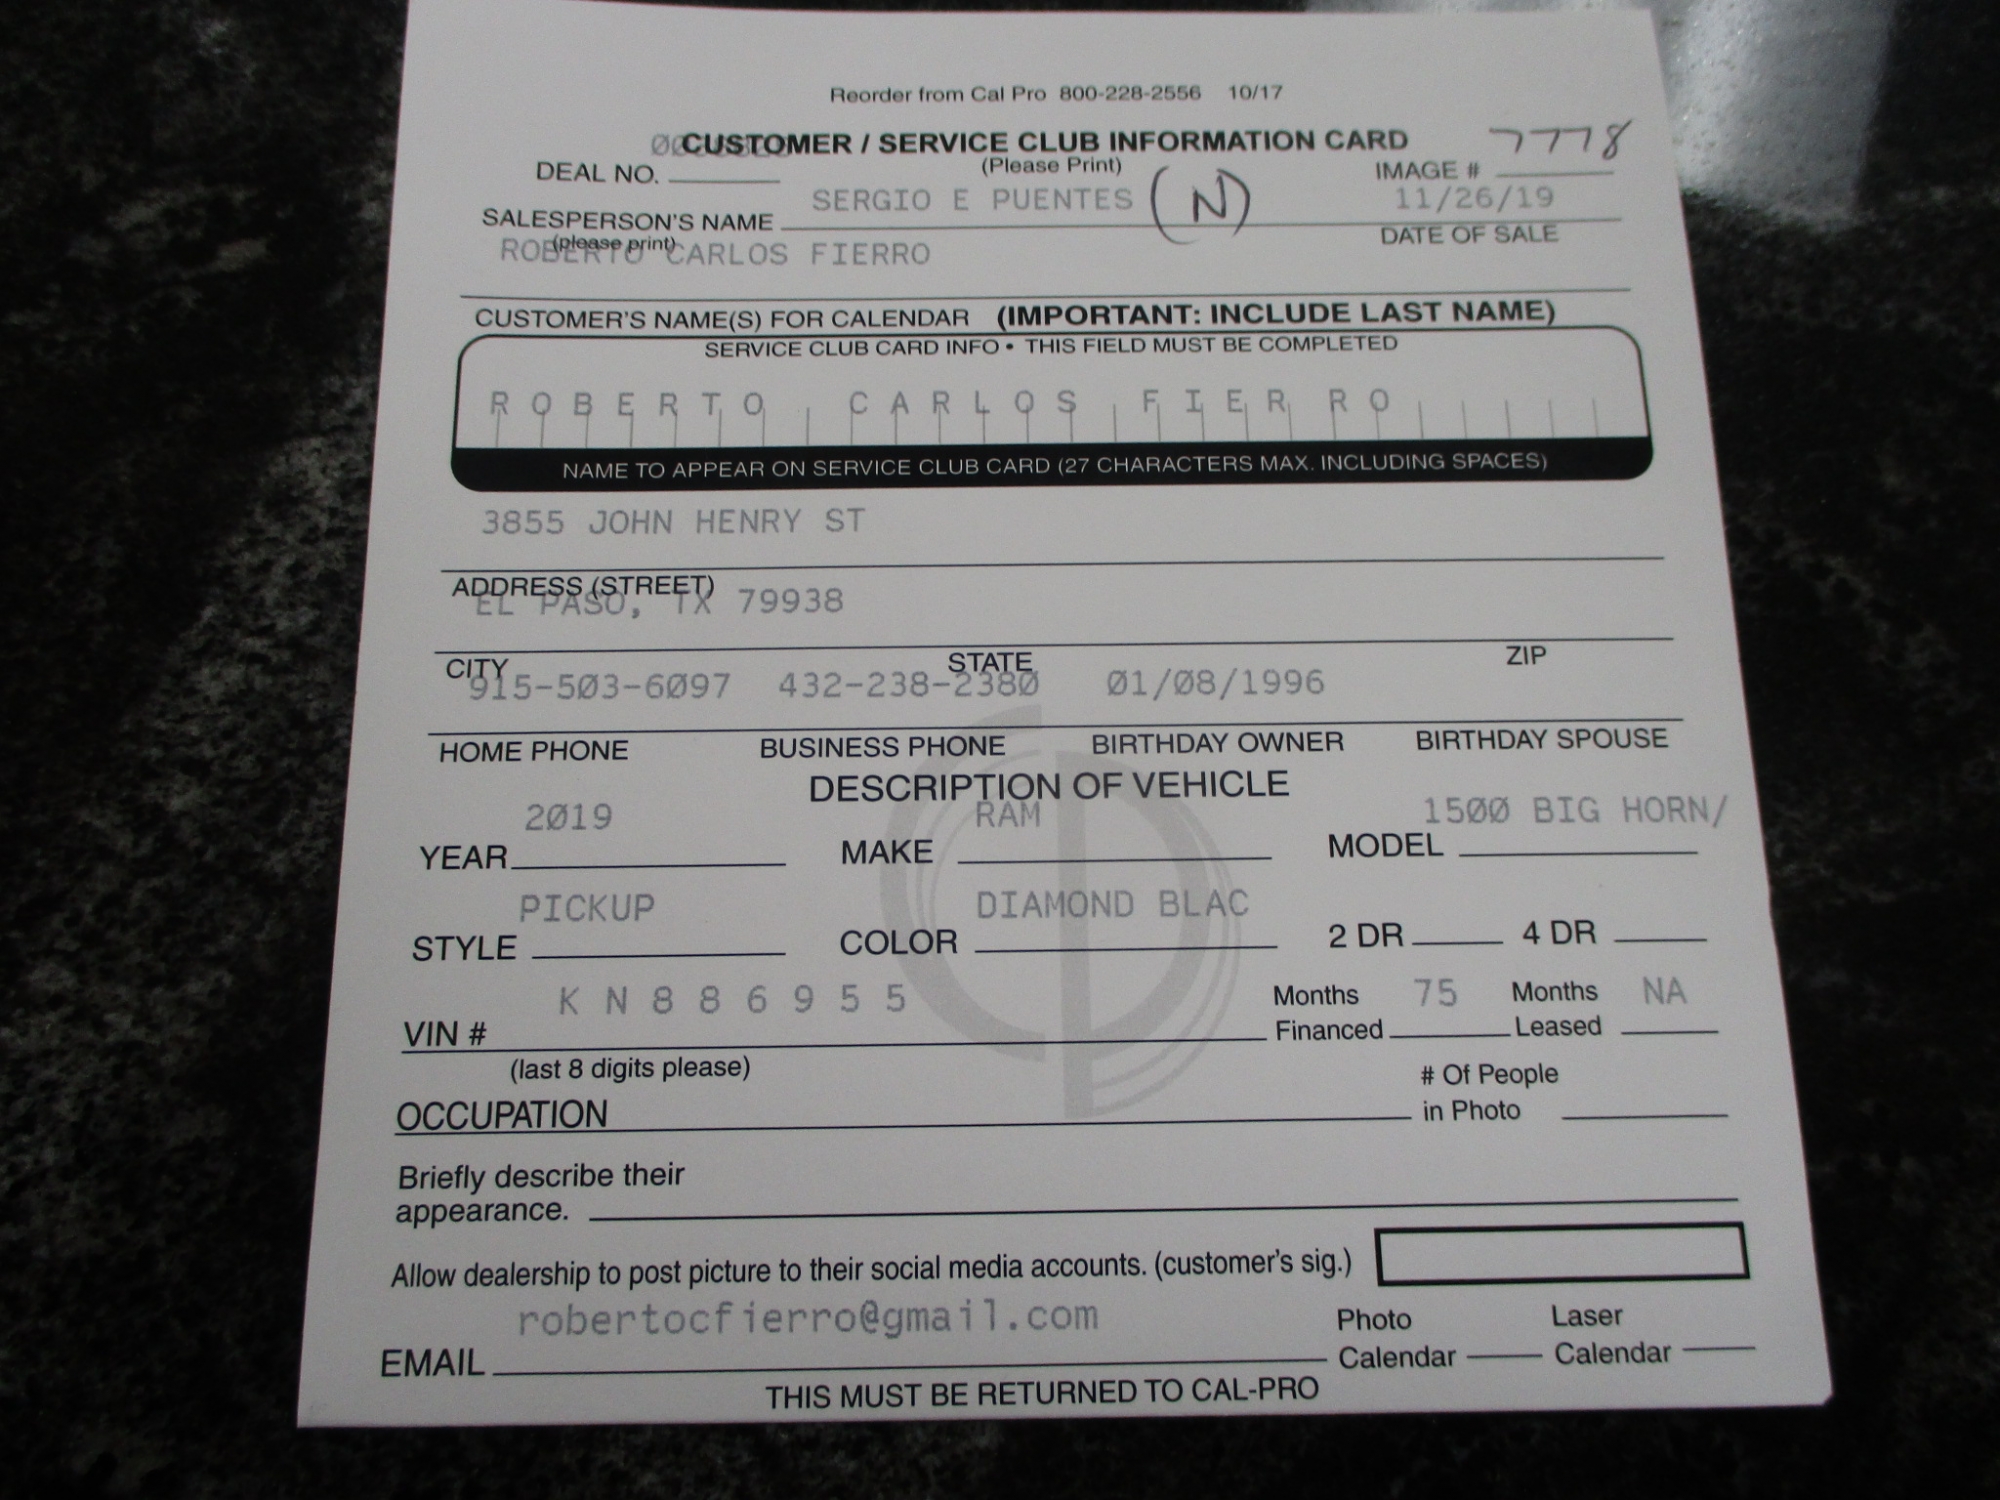 Reorder from Cal Pro 800-228-2556 10/17
CUSTOMER / SERVICE CLUB INFORMATION CARD 7778
DEAL NO. (Please Print) IMAGE #
SERGIO E PUENTES (N) 11/26/19
SALESPERSON'S NAME DATE OF SALE
(please print)
ROBERTO CARLOS FIERRO
CUSTOMER'S NAME(S) FOR CALENDAR (IMPORTANT: INCLUDE LAST NAME)
SERVICE CLUB CARD INFO • THIS FIELD MUST BE COMPLETED
ROBERTO CARLOS FIERRO
NAME TO APPEAR ON SERVICE CLUB CARD (27 CHARACTERS MAX. INCLUDING SPACES)
3855 JOHN HENRY ST
ADDRESS (STREET)
EL PASO, TX 79938
CITY STATE ZIP
915-503-6097 432-238-2380 01/08/1996
HOME PHONE BUSINESS PHONE BIRTHDAY OWNER BIRTHDAY SPOUSE
DESCRIPTION OF VEHICLE
2019 RAM 1500 BIG HORN/
YEAR MAKE MODEL
PICKUP DIAMOND BLAC
STYLE COLOR 2 DR 4 DR
KN886955 Months 75 Months NA
VIN # Financed Leased
(last 8 digits please) # Of People
OCCUPATION in Photo
Briefly describe their
appearance.
Allow dealership to post picture to their social media accounts. (customer's sig.)
robertocfierro@gmail.com Photo Laser
EMAIL Calendar Calendar
THIS MUST BE RETURNED TO CAL-PRO